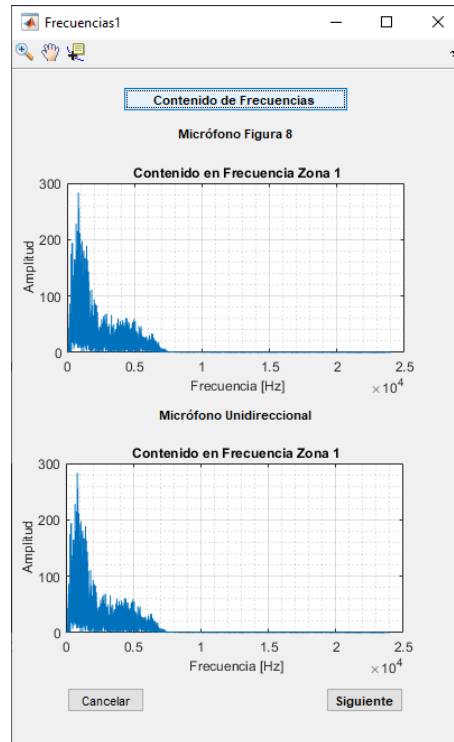 Frecuencias1
Contenido de Frecuencias
Micrófono Figura 8
Contenido en Frecuencia Zona 1
300
200
100
0
Amplitud
0 0.5 1 1.5 2 2.5
Frecuencia [Hz]
×10^4
Micrófono Unidireccional
Contenido en Frecuencia Zona 1
300
200
100
0
Amplitud
0 0.5 1 1.5 2 2.5
Frecuencia [Hz]
×10^4
Cancelar Siguiente